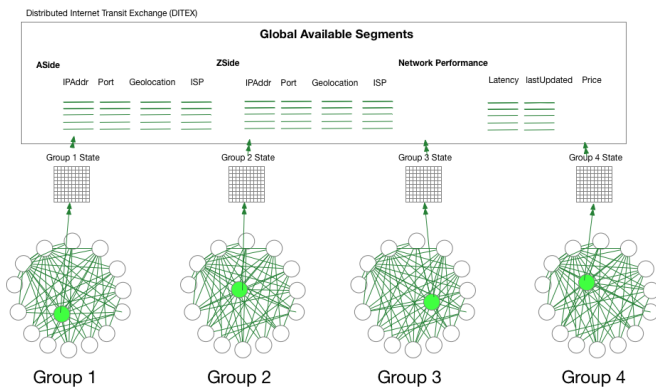 Distributed Internet Transit Exchange (DITEX)
Global Available Segments
ASide ZSide Network Performance
IPAddr Port Geolocation ISP IPAddr Port Geolocation ISP Latency lastUpdated Price
Group 1 State Group 2 State Group 3 State Group 4 State
Group 1 Group 2 Group 3 Group 4